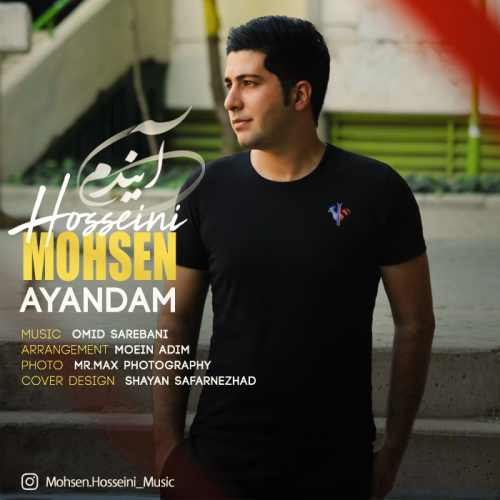 آیندم
Hosseini
MOHSEN
AYANDAM
MUSIC OMID SAREBANI
ARRANGEMENT MOEIN ADIM
PHOTO MR.MAX PHOTOGRAPHY
COVER DESIGN SHAYAN SAFARNEZHAD
Mohsen.Hosseini_Music